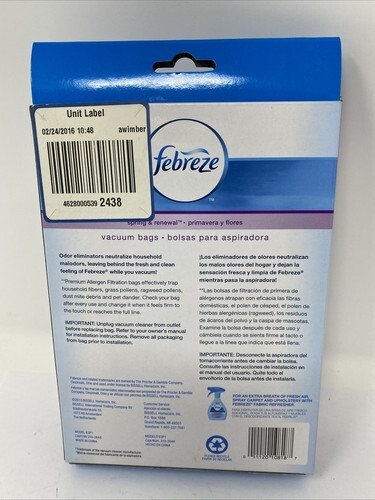 Unit Label
02/24/2016 10:48 awimber
4628000539 2438
febreze™
spring & renewal™ • primavera y flores
vacuum bags • bolsas para aspiradora
Odor eliminators neutralize household
malodors, leaving behind the fresh and clean
feeling of Febreze® while you vacuum!
**Premium Allergen Filtration bags effectively trap
household fibers, grass pollens, ragweed pollens,
dust mite debris and pet dander. Check your bag
after every use and change it when it feels firm to
the touch or reaches the full line.
IMPORTANT: Unplug vacuum cleaner from outlet
before replacing bag. Refer to your owner's manual
for installation instructions. Remove all packaging
from bag prior to installation.
¡Los eliminadores de olores neutralizan
los malos olores del hogar y dejan la
sensación fresca y limpia de Febreze®
mientras pasa la aspiradora!
**Las bolsas de filtración de primera de
alérgenos atrapan con eficacia las fibras
domésticas, el polen de césped, el polen de
hierbas alergénicas (ragweed), los residuos
de ácaros del polvo y la caspa de mascotas.
Examine la bolsa después de cada uso y
cámbiela cuando se sienta firme al tacto o
llegue a la línea que indica que está llena.
IMPORTANTE: Desconecte la aspiradora del
tomacorriente antes de cambiar la bolsa.
Consulte las instrucciones de instalación en
el manual del usuario. Quite todo el
envoltorio de la bolsa antes de instalarla.
FOR AN EXTRA BREATH OF FRESH AIR,
SPRAY CARPET AND UPHOLSTERY WITH
FEBREZE® FABRIC REFRESHER.
PLEASE RECYCLE